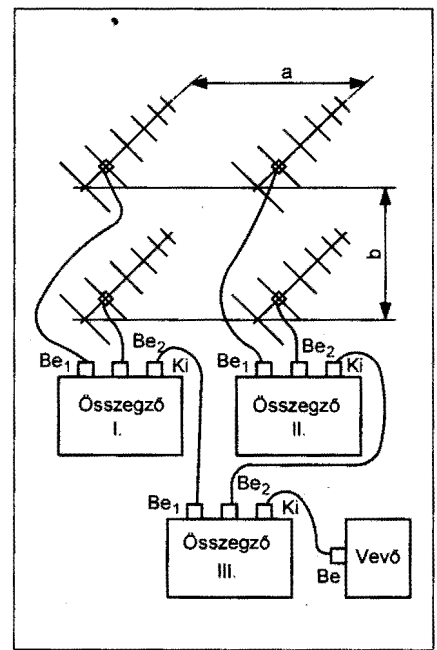 a
b
Be₁
Be₂
Ki
Összegző
I.
Be₁
Be₂
Ki
Összegző
II.
Be₁
Be₂
Ki
Összegző
III.
Be
Vevő